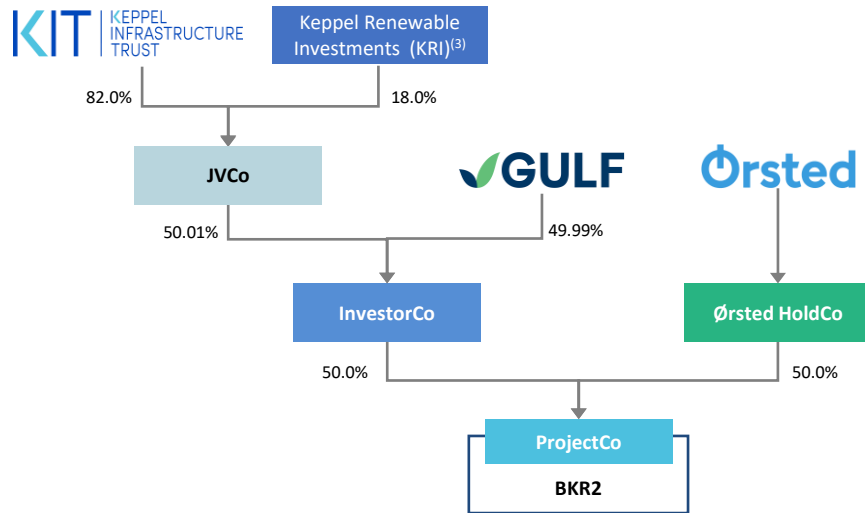 KIT
KEPPEL
INFRASTRUCTURE
TRUST
Keppel Renewable
Investments (KRI)(3)
82.0%
18.0%
JVCo
GULF
Ørsted
50.01%
49.99%
InvestorCo
Ørsted HoldCo
50.0%
50.0%
ProjectCo
BKR2